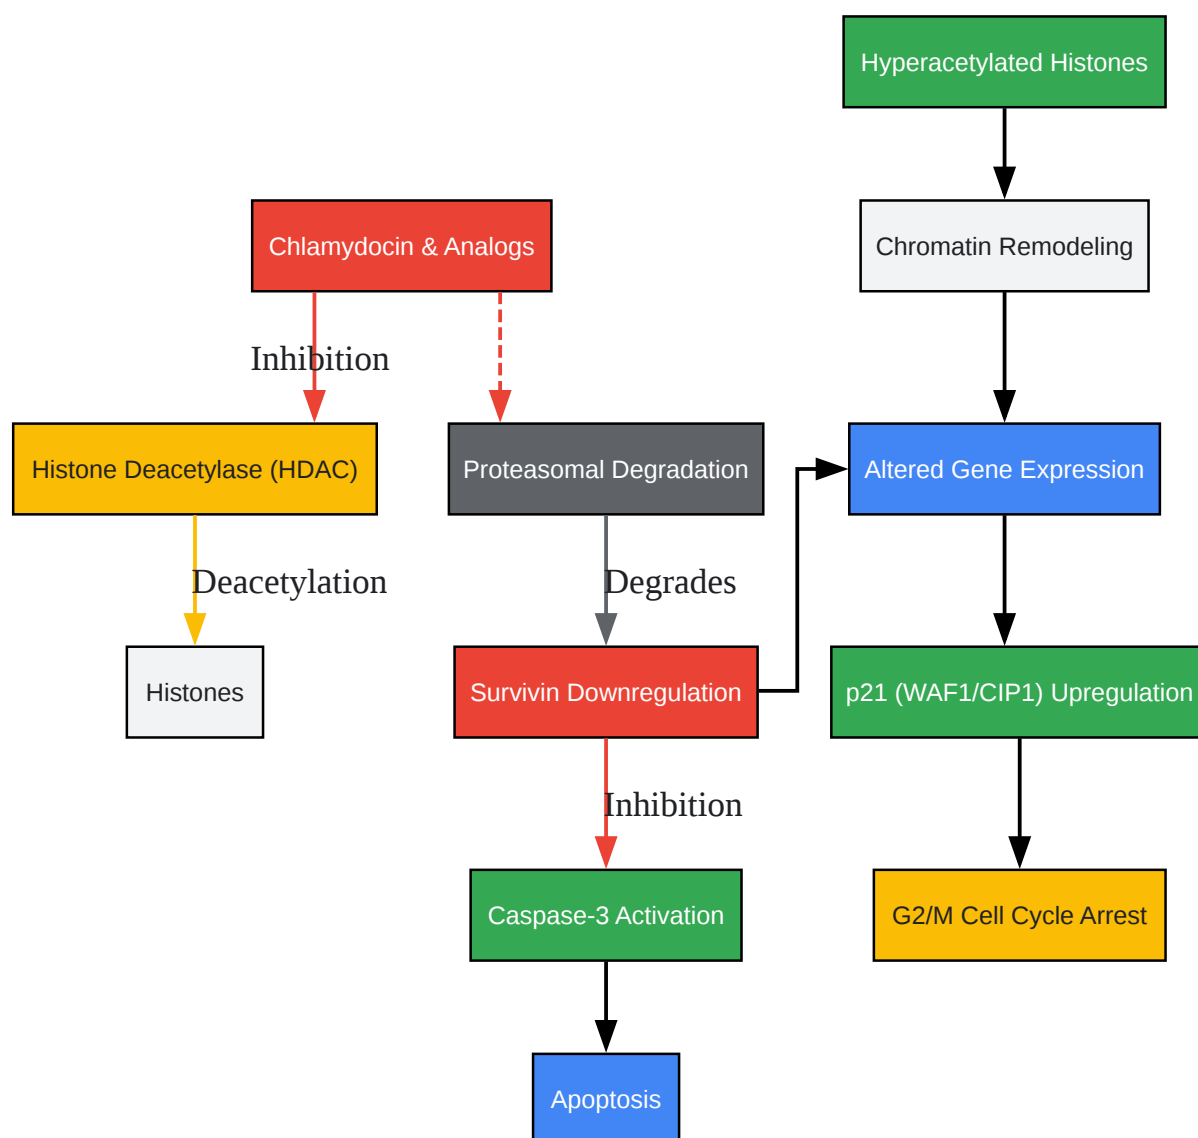 Hyperacetylated Histones
Chlamydocin & Analogs
Chromatin Remodeling
Inhibition
Histone Deacetylase (HDAC)
Proteasomal Degradation
Altered Gene Expression
Deacetylation
Degrades
Histones
Survivin Downregulation
p21 (WAF1/CIP1) Upregulation
Inhibition
Caspase-3 Activation
G2/M Cell Cycle Arrest
Apoptosis